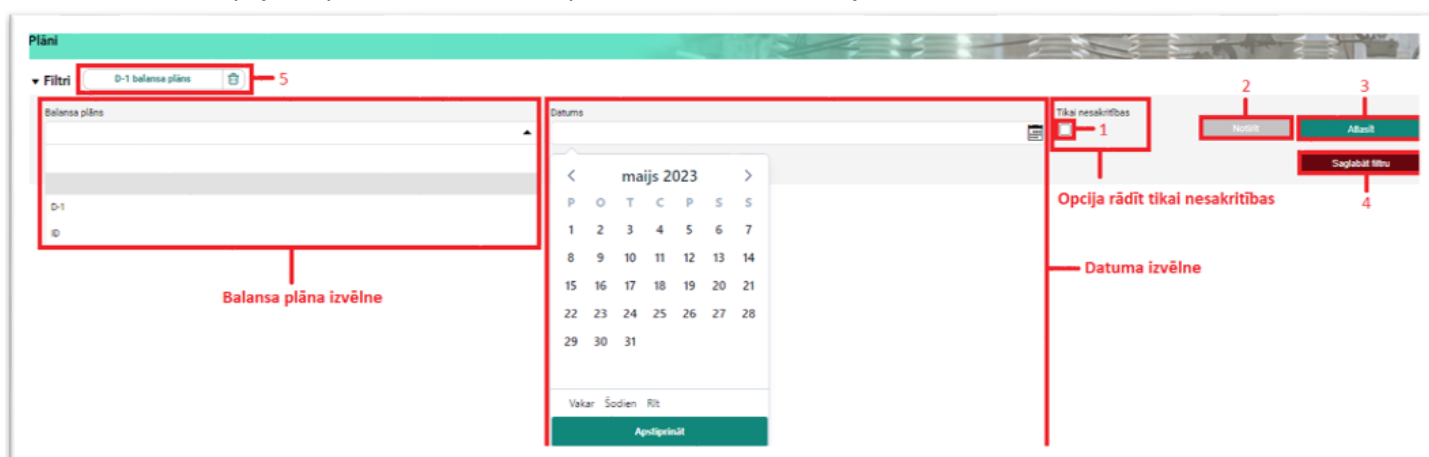 Plāni
Filtri D-1 balansa plāns 5
2 3
Balansa plāns Datums Tikai nesakritības
1 Notīrīt Atlasīt
Saglabāt filtru
4
maijs 2023
P O T C P S S
1 2 3 4 5 6 7
8 9 10 11 12 13 14
15 16 17 18 19 20 21
22 23 24 25 26 27 28
29 30 31
D-1
ID
Opcija rādīt tikai nesakritības
Datuma izvēlne
Balansa plāna izvēlne
Vakar Šodien Rīt
Apstiprināt